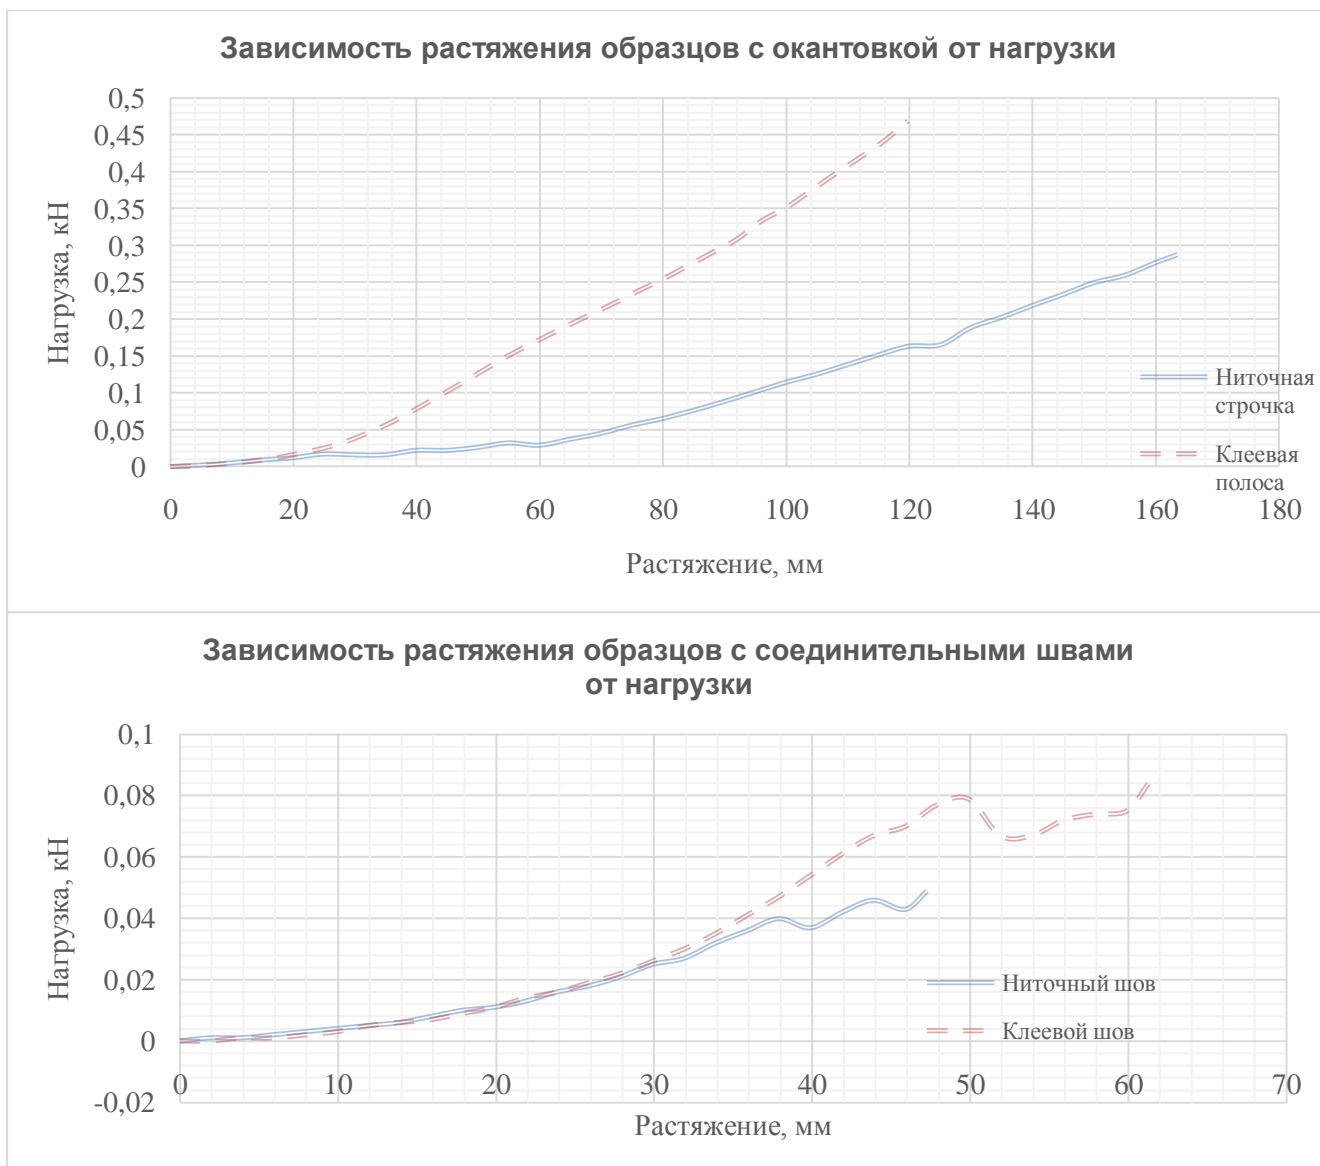 Зависимость растяжения образцов с окантовкой от нагрузки
0,5
0,45
0,4
0,35
0,3
0,25
0,2
0,15
0,1
0,05
0
Нагрузка, кН
0 20 40 60 80 100 120 140 160 180
Растяжение, мм
Ниточная
строчка
Клеевая
полоса
Зависимость растяжения образцов с соединительными швами
от нагрузки
0,1
0,08
0,06
0,04
0,02
0
-0,02
Нагрузка, кН
0 10 20 30 40 50 60 70
Растяжение, мм
Ниточный шов
Клеевой шов